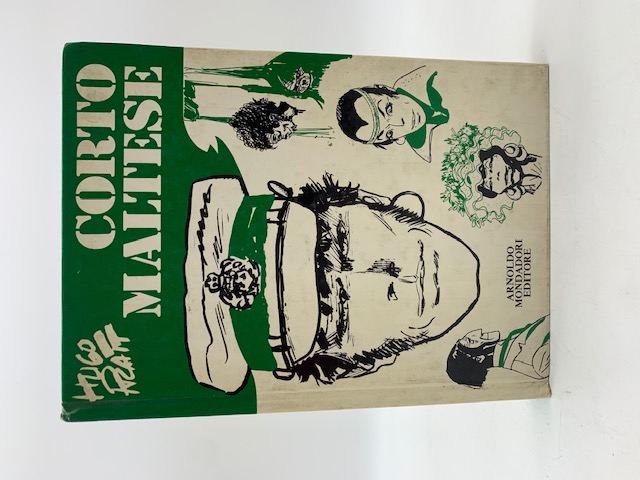 HUGO
PRATT
CORTO
MALTESE
ARNOLDO
MONDADORI
EDITORE